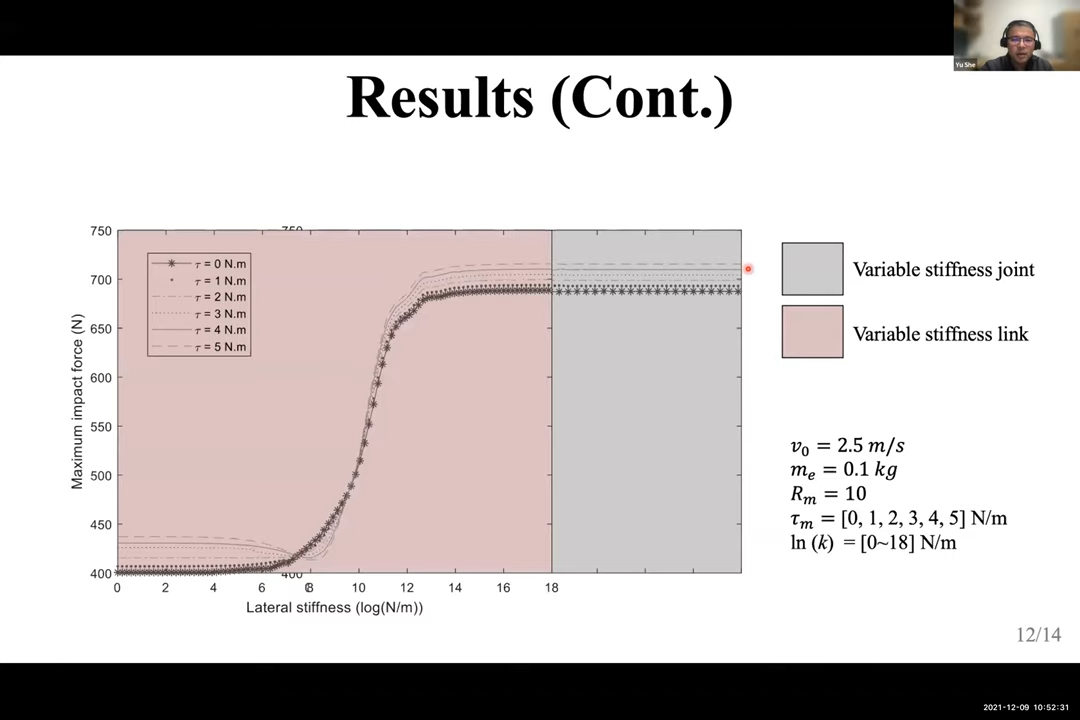 Yu She
Results (Cont.)
750
700
650
600
550
500
450
400
750
400
0
2
4
6
8
0
10
12
14
16
18
Maximum impact force (N)
Lateral stiffness (log(N/m))
τ = 0 N.m
τ = 1 N.m
τ = 2 N.m
τ = 3 N.m
τ = 4 N.m
τ = 5 N.m
Variable stiffness joint
Variable stiffness link
v₀ = 2.5 m/s
mₑ = 0.1 kg
Rₘ = 10
τₘ = [0, 1, 2, 3, 4, 5] N/m
ln (k) = [0~18] N/m
12/14
2021-12-09 10:52:31